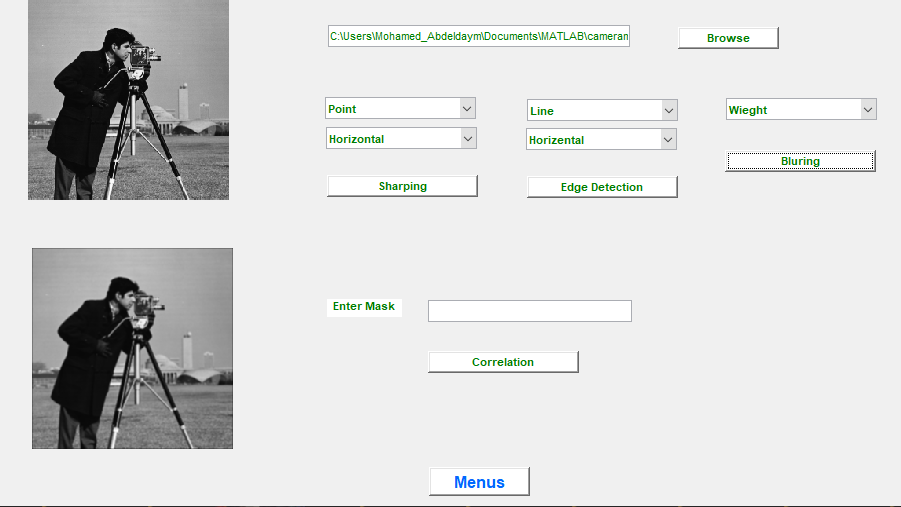 C:\Users\Mohamed_Abdeldaym\Documents\MATLAB\cameran
Browse
Point
Line
Wieght
Horizontal
Horizental
Bluring
Sharping
Edge Detection
Enter Mask
Correlation
Menus